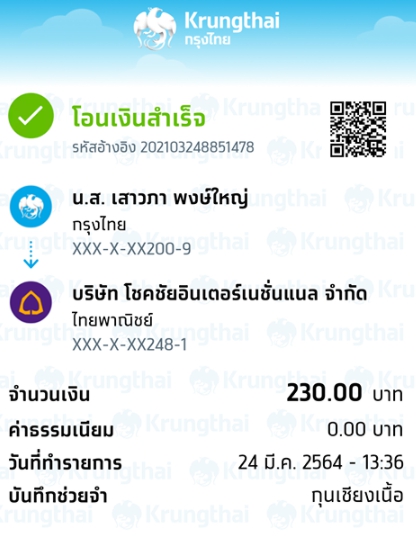 Krungthai
กรุงไทย
โอนเงินสำเร็จ
รหัสอ้างอิง 202103248851478
น.ส. เสาวภา พงษ์ใหญ่
กรุงไทย
XXX-X-XX200-9
บริษัท โชคชัยอินเตอร์เนชั่นแนล จำกัด
ไทยพาณิชย์
XXX-X-XX248-1
จำนวนเงิน 230.00 บาท
ค่าธรรมเนียม 0.00 บาท
วันที่ทำรายการ 24 มี.ค. 2564 - 13:36
บันทึกช่วยจำ กุนเชียงเนื้อ